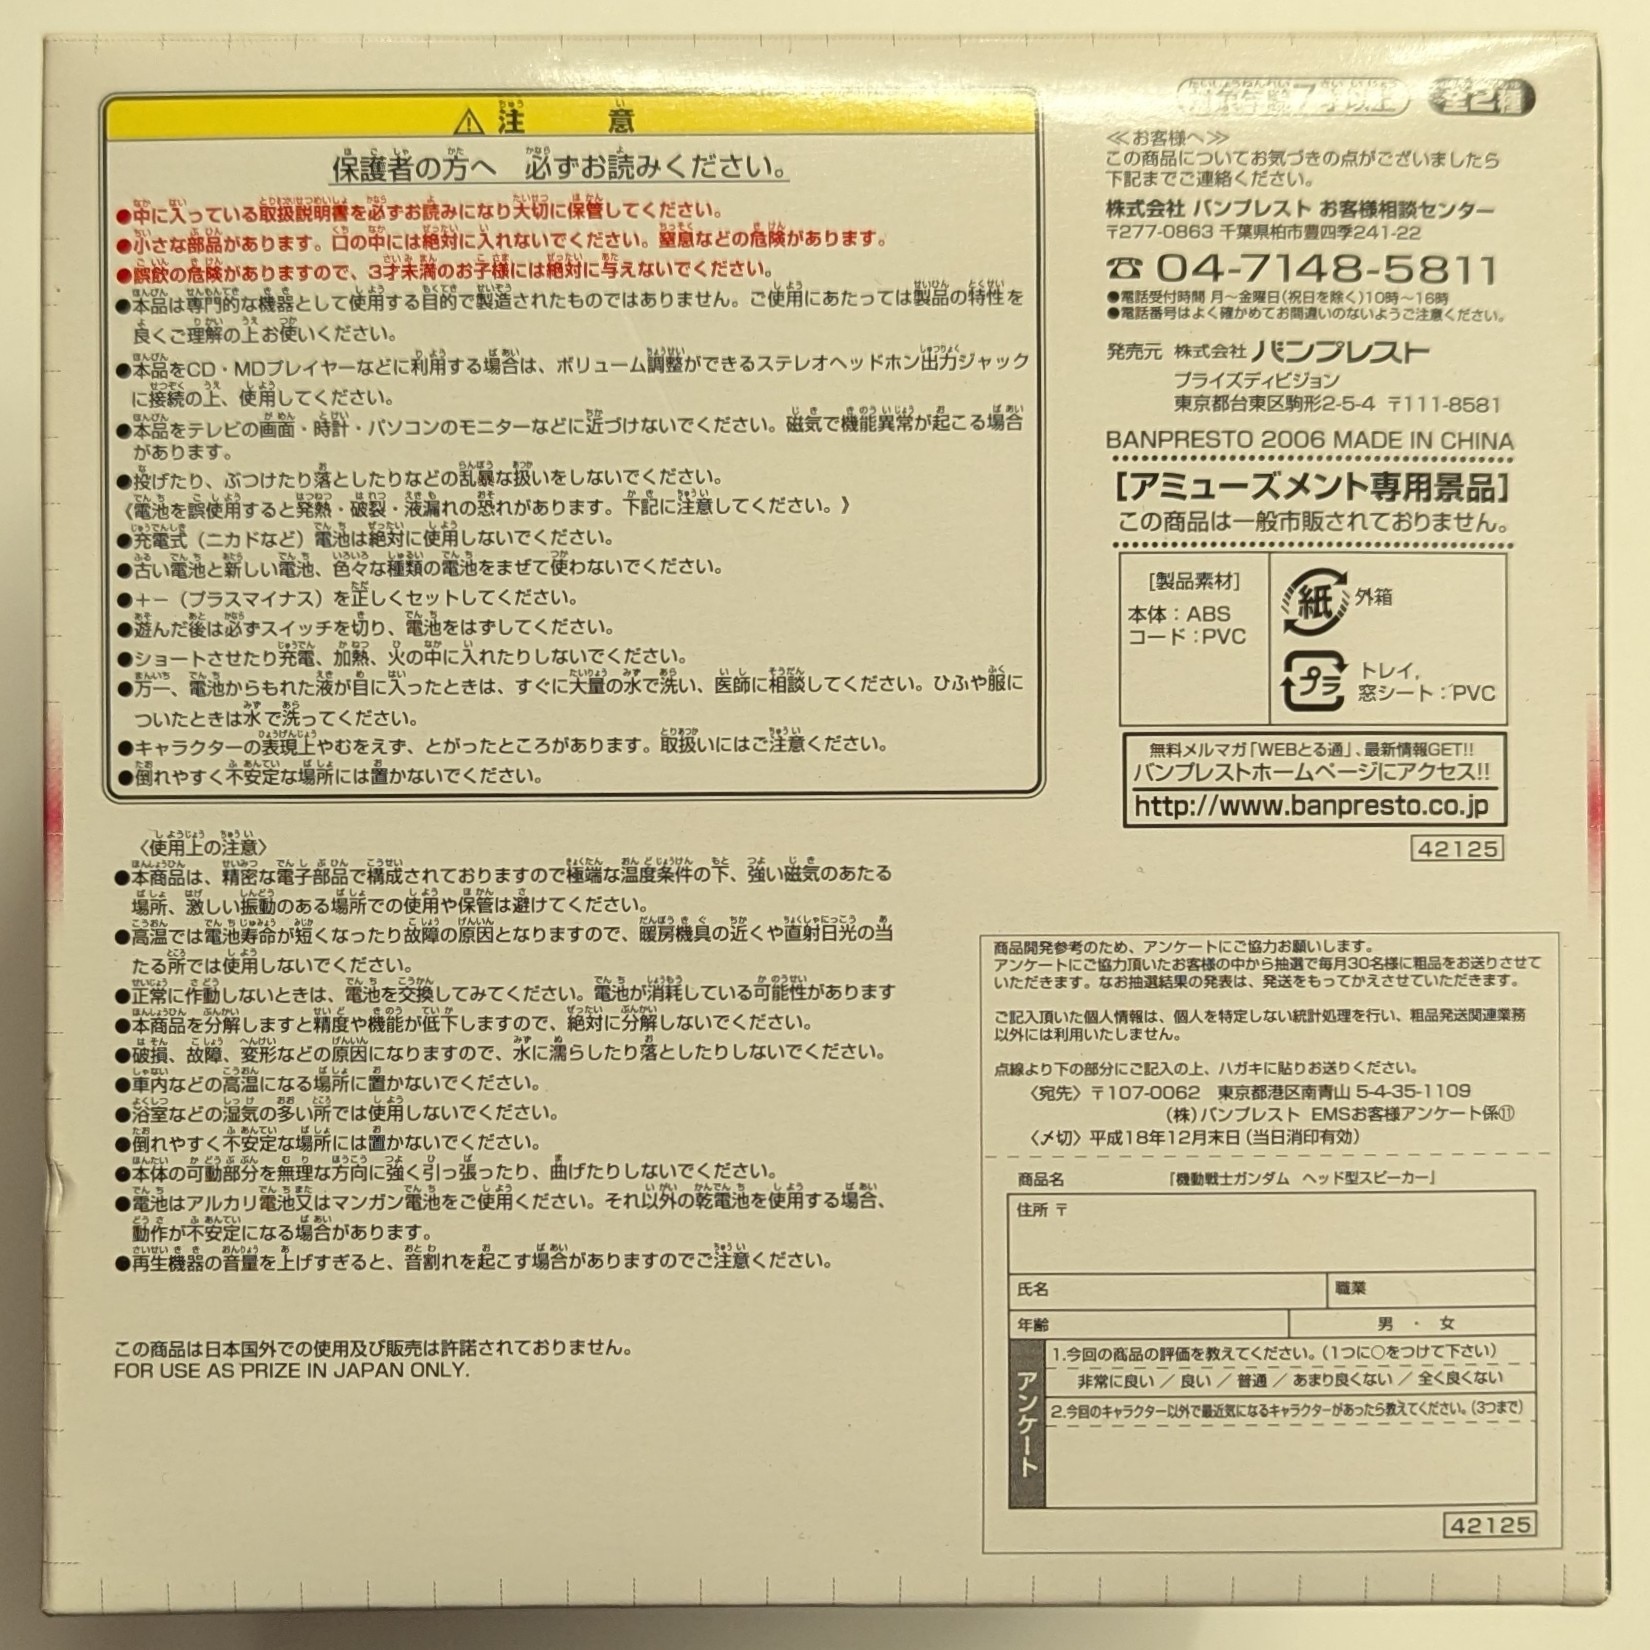 ⚠注 意
保護者の方へ 必ずお読みください。
●中に入っている取扱説明書を必ずお読みになり大切に保管してください。
●小さな部品があります。口の中には絶対に入れないでください。窒息などの危険があります。
●誤飲の危険がありますので、3才未満のお子様には絶対に与えないでください。
●本品は専門的な機器として使用する目的で製造されたものではありません。ご使用にあたっては製品の特性を
良くご理解の上お使いください。
●本品をCD・MDプレイヤーなどに利用する場合は、ボリューム調整ができるステレオヘッドホン出力ジャック
に接続の上、使用してください。
●本品をテレビの画面・時計・パソコンのモニターなどに近づけないでください。磁気で機能異常が起こる場合
があります。
●投げたり、ぶつけたり落としたりなどの乱暴な扱いをしないでください。
《電池を誤使用すると発熱・破裂・液漏れの恐れがあります。下記に注意してください。》
●充電式（ニカドなど）電池は絶対に使用しないでください。
●古い電池と新しい電池、色々な種類の電池をまぜて使わないでください。
●＋－（プラスマイナス）を正しくセットしてください。
●遊んだ後は必ずスイッチを切り、電池をはずしてください。
●ショートさせたり充電、加熱、火の中に入れたりしないでください。
●万一、電池からもれた液が目に入ったときは、すぐに大量の水で洗い、医師に相談してください。ひふや服に
ついたときは水で洗ってください。
●キャラクターの表現上やむをえず、とがったところがあります。取扱いにはご注意ください。
●倒れやすく不安定な場所には置かないでください。
〈使用上の注意〉
●本商品は、精密な電子部品で構成されておりますので極端な温度条件の下、強い磁気のあたる
場所、激しい振動のある場所での使用や保管は避けてください。
●高温では電池寿命が短くなったり故障の原因となりますので、暖房機具の近くや直射日光の当
たる所では使用しないでください。
●正常に作動しないときは、電池を交換してみてください。電池が消耗している可能性があります
●本商品を分解しますと精度や機能が低下しますので、絶対に分解しないでください。
●破損、故障、変形などの原因になりますので、水に濡らしたり落としたりしないでください。
●車内などの高温になる場所に置かないでください。
●浴室などの湿気の多い所では使用しないでください。
●倒れやすく不安定な場所には置かないでください。
●本体の可動部分を無理な方向に強く引っ張ったり、曲げたりしないでください。
●電池はアルカリ電池又はマンガン電池をご使用ください。それ以外の乾電池を使用する場合、
動作が不安定になる場合があります。
●再生機器の音量を上げすぎると、音割れを起こす場合がありますのでご注意ください。
この商品は日本国外での使用及び販売は許諾されておりません。
FOR USE AS PRIZE IN JAPAN ONLY.
対象年齢7才以上 全2種
≪お客様へ≫
この商品についてお気づきの点がございましたら
下記までご連絡ください。
株式会社 バンプレスト お客様相談センター
〒277-0863 千葉県柏市豊四季241-22
☎ 04-7148-5811
●電話受付時間 月～金曜日(祝日を除く)10時～16時
●電話番号はよく確かめてお間違いのないようご注意ください。
発売元 株式会社 バンプレスト
プライズディビジョン
東京都台東区駒形2-5-4 〒111-8581
BANPRESTO 2006 MADE IN CHINA
[アミューズメント専用景品]
この商品は一般市販されておりません。
[製品素材]
本体：ABS
コード：PVC
紙 外箱
プラ トレイ,
窓シート：PVC
無料メルマガ「WEBとる通」、最新情報GET!!
バンプレストホームページにアクセス!!
http://www.banpresto.co.jp
42125
商品開発参考のため、アンケートにご協力お願いします。
アンケートにご協力頂いたお客様の中から抽選で毎月30名様に粗品をお送りさせて
いただきます。なお抽選結果の発表は、発送をもってかえさせていただきます。
ご記入頂いた個人情報は、個人を特定しない統計処理を行い、粗品発送関連業務
以外には利用いたしません。
点線より下の部分にご記入の上、ハガキに貼りお送りください。
〈宛先〉〒107-0062 東京都港区南青山 5-4-35-1109
（株）バンプレスト EMSお客様アンケート係⑪
〈〆切〉平成18年12月末日（当日消印有効）
商品名 「機動戦士ガンダム ヘッド型スピーカー」
住所 〒
氏名 職業
年齢 男 ・ 女
アンケート
1.今回の商品の評価を教えてください。（1つに○をつけて下さい）
非常に良い ／ 良い ／ 普通 ／ あまり良くない ／ 全く良くない
2.今回のキャラクター以外で最近気になるキャラクターがあったら教えてください。（3つまで）
42125